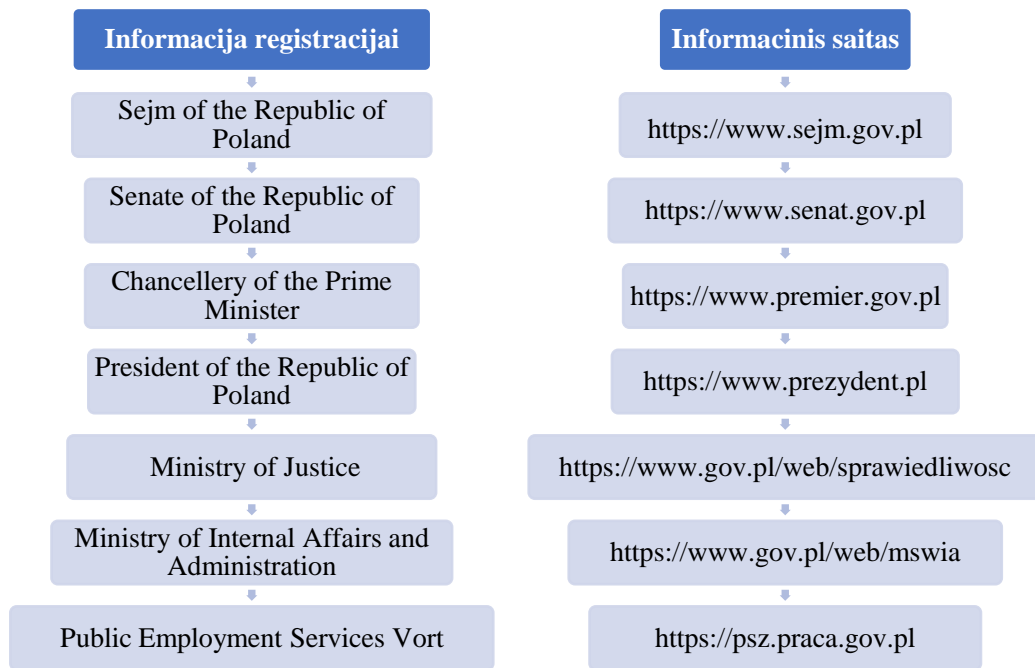 Informacija registracijai
Sejm of the Republic of
Poland
Senate of the Republic of
Poland
Chancellery of the Prime
Minister
President of the Republic of
Poland
Ministry of Justice
Ministry of Internal Affairs and
Administration
Public Employment Services Vort
Informacinis saitas
https://www.sejm.gov.pl
https://www.senat.gov.pl
https://www.premier.gov.pl
https://www.prezydent.pl
https://www.gov.pl/web/sprawiedliwosc
https://www.gov.pl/web/mswia
https://psz.praca.gov.pl